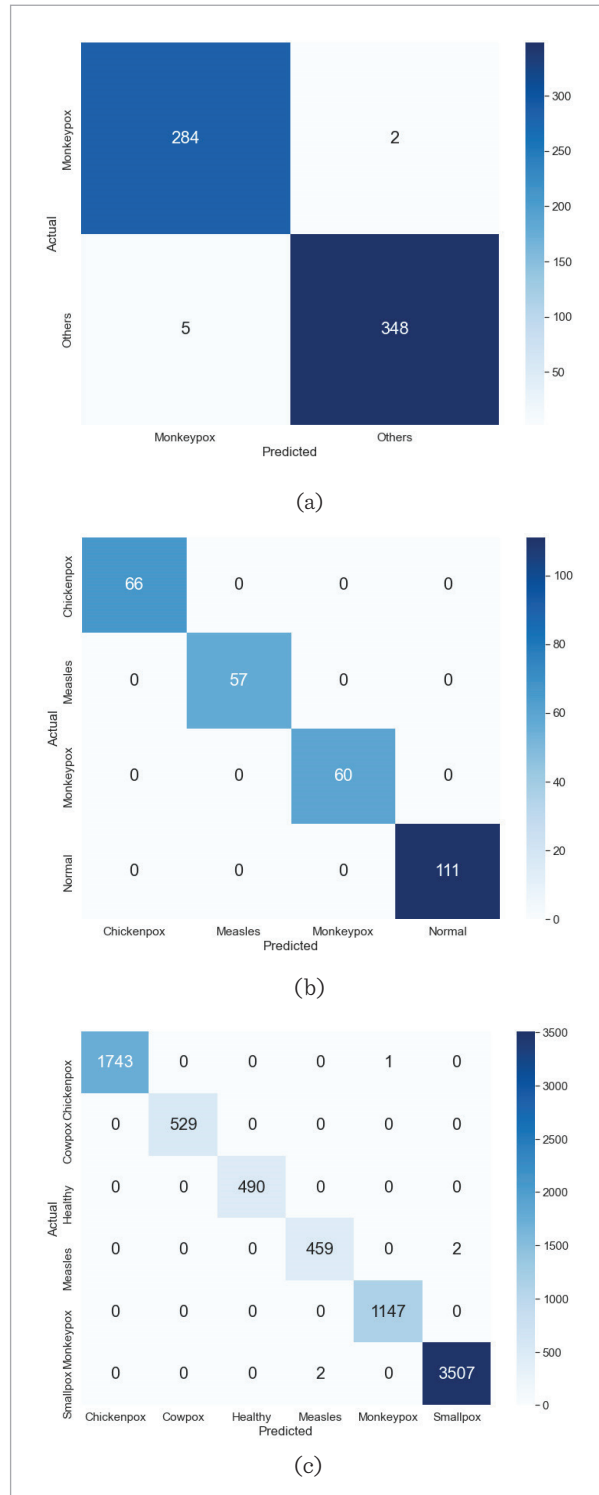 284 2
5 348
Monkeypox
Others
Actual
Monkeypox Others
Predicted
300
250
200
150
100
50
(a)
66 0 0 0
0 57 0 0
0 0 60 0
0 0 0 111
Chickenpox
Measles
Monkeypox
Normal
Actual
Chickenpox Measles Monkeypox Normal
Predicted
100
80
60
40
20
0
(b)
1743 0 0 0 1 0
0 529 0 0 0 0
0 0 490 0 0 0
0 0 0 459 0 2
0 0 0 0 1147 0
0 0 0 2 0 3507
Chickenpox
Cowpox
Healthy
Measles
Monkeypox
Smallpox
Actual
Chickenpox Cowpox Healthy Measles Monkeypox Smallpox
Predicted
3500
3000
2500
2000
1500
1000
500
0
(c)